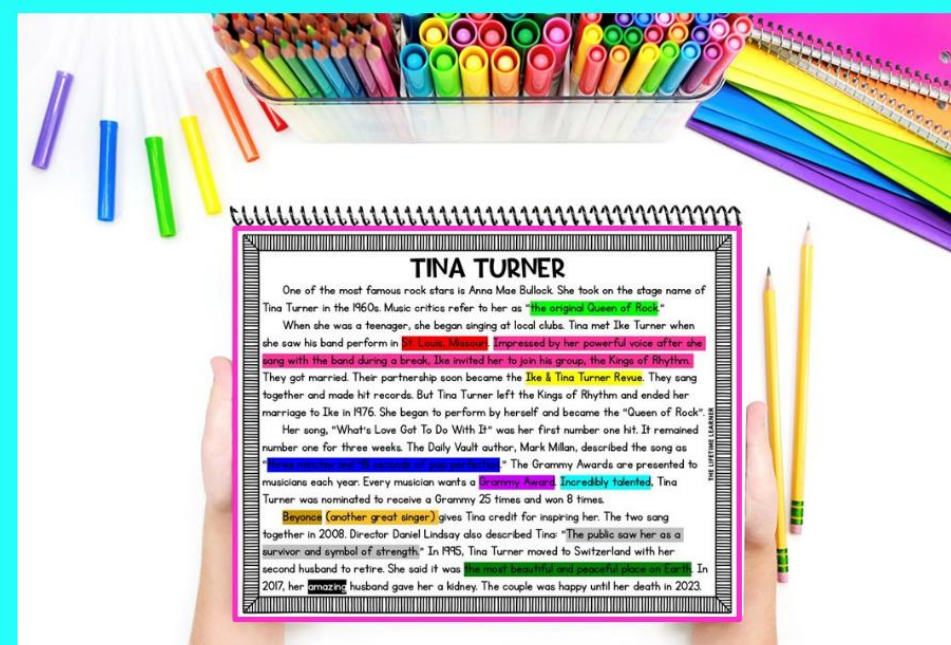 TINA TURNER
One of the most famous rock stars is Anna Mae Bullock. She took on the stage name of
Tina Turner in the 1960s. Music critics refer to her as "the original Queen of Rock."
When she was a teenager, she began singing at local clubs. Tina met Ike Turner when
she saw his band perform in St. Louis, Missouri. Impressed by her powerful voice after she
sang with the band during a break, Ike invited her to join his group, the Kings of Rhythm.
They got married. Their partnership soon became the Ike & Tina Turner Revue. They sang
together and made hit records. But Tina Turner left the Kings of Rhythm and ended her
marriage to Ike in 1976. She began to perform by herself and became the "Queen of Rock".
Her song, "What's Love Got To Do With It" was her first number one hit. It remained
number one for three weeks. The Daily Vault author, Mark Millan, described the song as
"three minutes and 49 seconds of pop perfection." The Grammy Awards are presented to
musicians each year. Every musician wants a Grammy Award. Incredibly talented, Tina
Turner was nominated to receive a Grammy 25 times and won 8 times.
Beyonce (another great singer) gives Tina credit for inspiring her. The two sang
together in 2008. Director Daniel Lindsay also described Tina: "The public saw her as a
survivor and symbol of strength." In 1995, Tina Turner moved to Switzerland with her
second husband to retire. She said it was the most beautiful and peaceful place on Earth. In
2017, her amazing husband gave her a kidney. The couple was happy until her death in 2023.
THE LIFETIME LEARNER